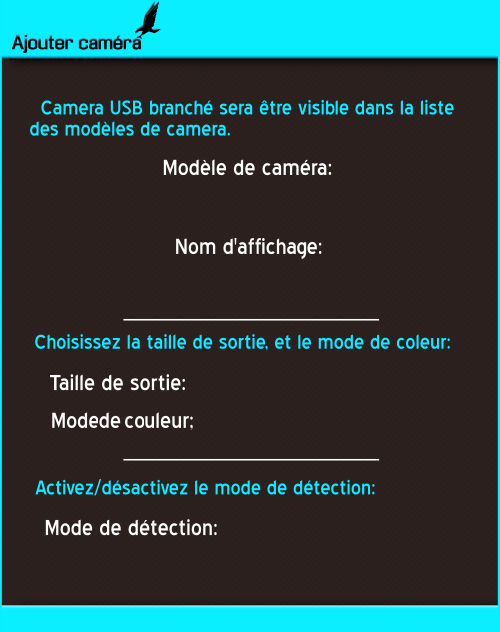 Ajouter caméra
Camera USB branché sera être visible dans la liste
des modèles de camera.
Modèle de caméra:
Nom d'affichage:
Choisissez la taille de sortie, et le mode de coleur:
Taille de sortie:
Modede couleur;
Activez/désactivez le mode de détection:
Mode de détection: